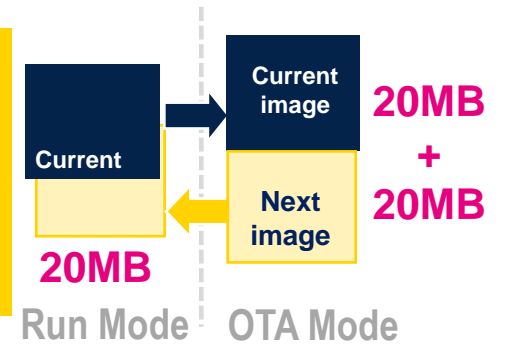 Current
20MB
Run Mode
Current
image
Next
image
20MB
+
20MB
OTA Mode